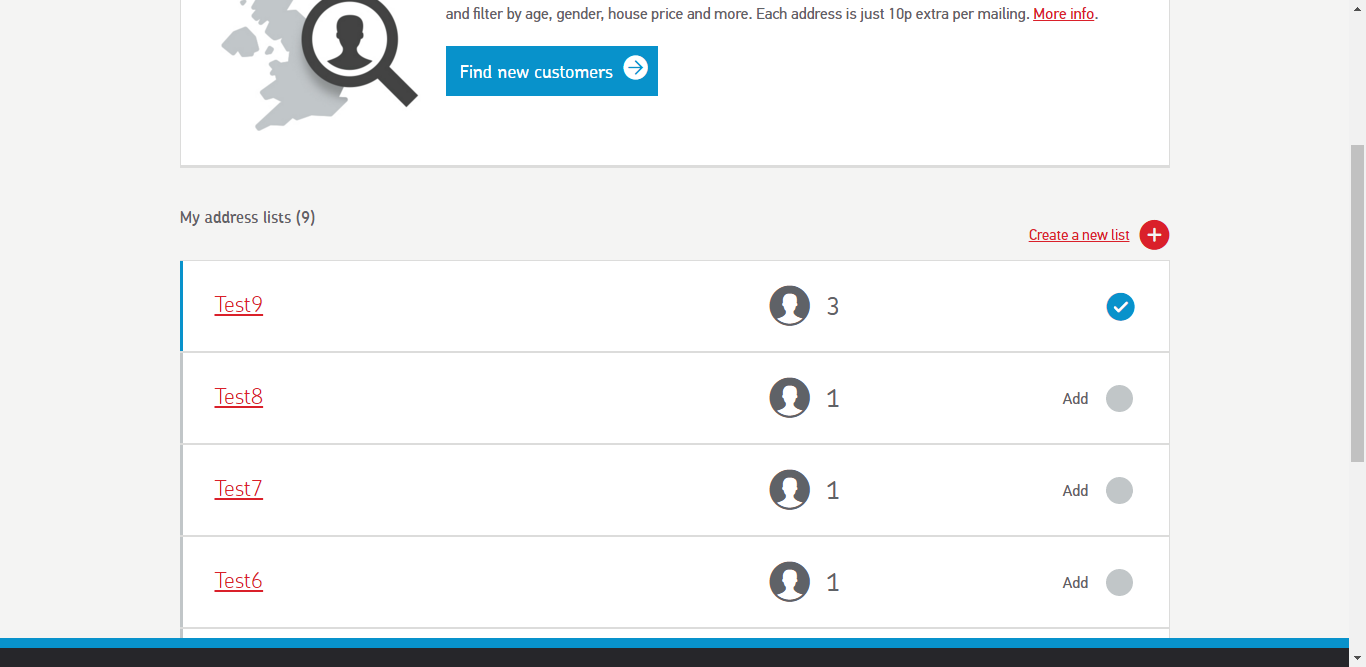 and filter by age, gender, house price and more. Each address is just 10p extra per mailing. More info.
Find new customers
My address lists (9)
Create a new list
Test9 3
Test8 1 Add
Test7 1 Add
Test6 1 Add